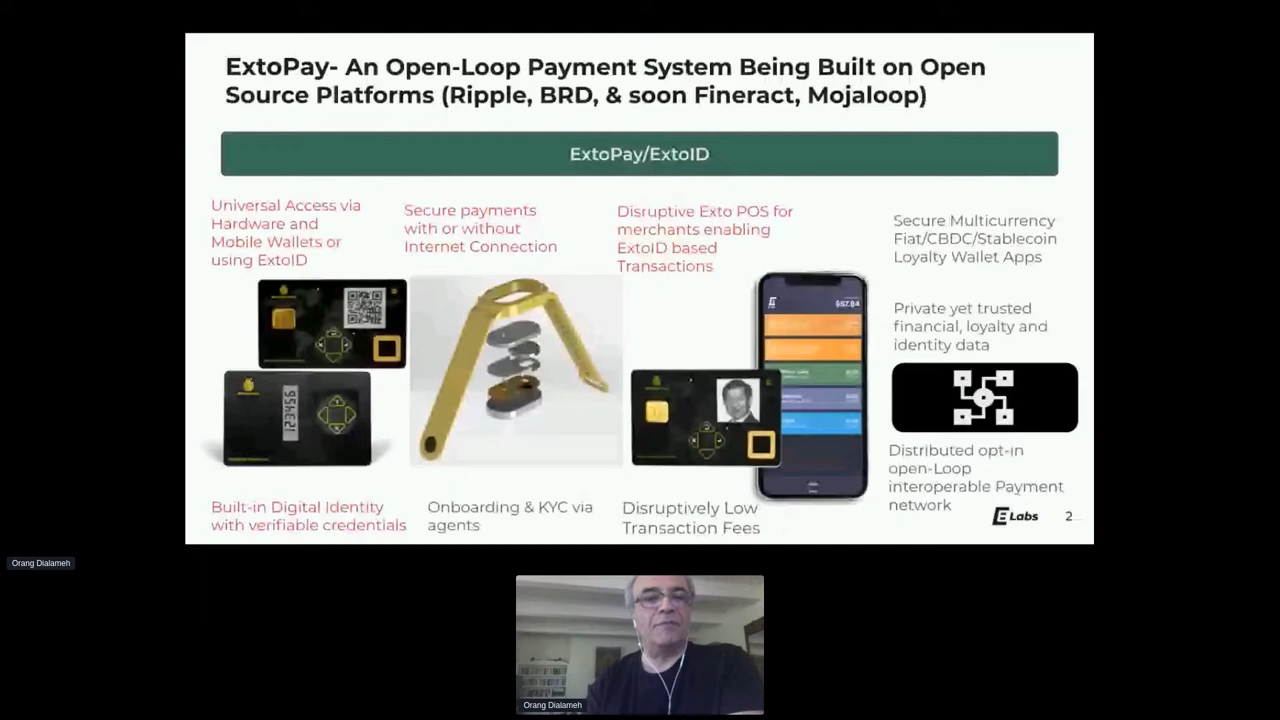 ExtoPay- An Open-Loop Payment System Being Built on Open
Source Platforms (Ripple, BRD, & soon Fineract, Mojaloop)
ExtoPay/ExtoID
Universal Access via
Hardware and
Mobile Wallets or
using ExtoID
Secure payments
with or without
Internet Connection
Disruptive Exto POS for
merchants enabling
ExtoID based
Transactions
Secure Multicurrency
Fiat/CBDC/Stablecoin
Loyalty Wallet Apps
Private yet trusted
financial, loyalty and
identity data
123456
$57.84
Built-in Digital Identity
with verifiable credentials
Onboarding & KYC via
agents
Disruptively Low
Transaction Fees
Distributed opt-in
open-Loop
interoperable Payment
network
Labs
2
Orang Dialameh
Orang Dialameh